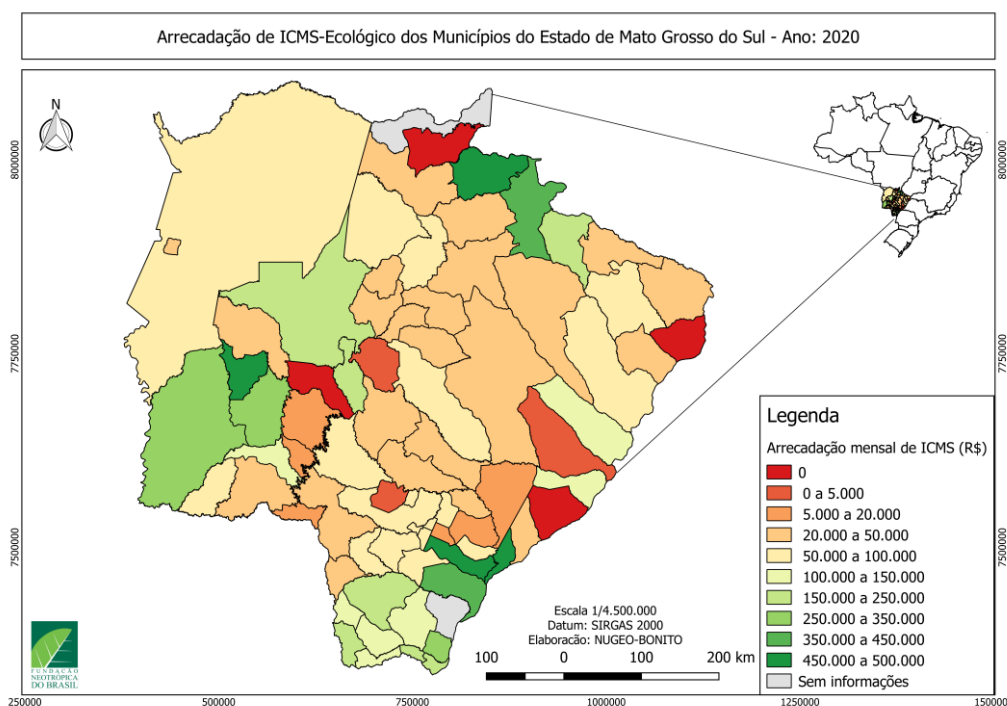 Arrecadação de ICMS-Ecológico dos Municípios do Estado de Mato Grosso do Sul - Ano: 2020
N
8000000
8000000
7750000
7750000
7500000
7500000
Legenda
Arrecadação mensal de ICMS (R$)
0
0 a 5.000
5.000 a 20.000
20.000 a 50.000
50.000 a 100.000
100.000 a 150.000
150.000 a 250.000
250.000 a 350.000
350.000 a 450.000
450.000 a 500.000
Sem informações
Escala 1/4.500.000
Datum: SIRGAS 2000
Elaboração: NUGEO-BONITO
100 0 100 200 km
FUNDAÇÃO
NEOTRÓPICA
DO BRASIL
250000 500000 750000 1000000 1250000 150000